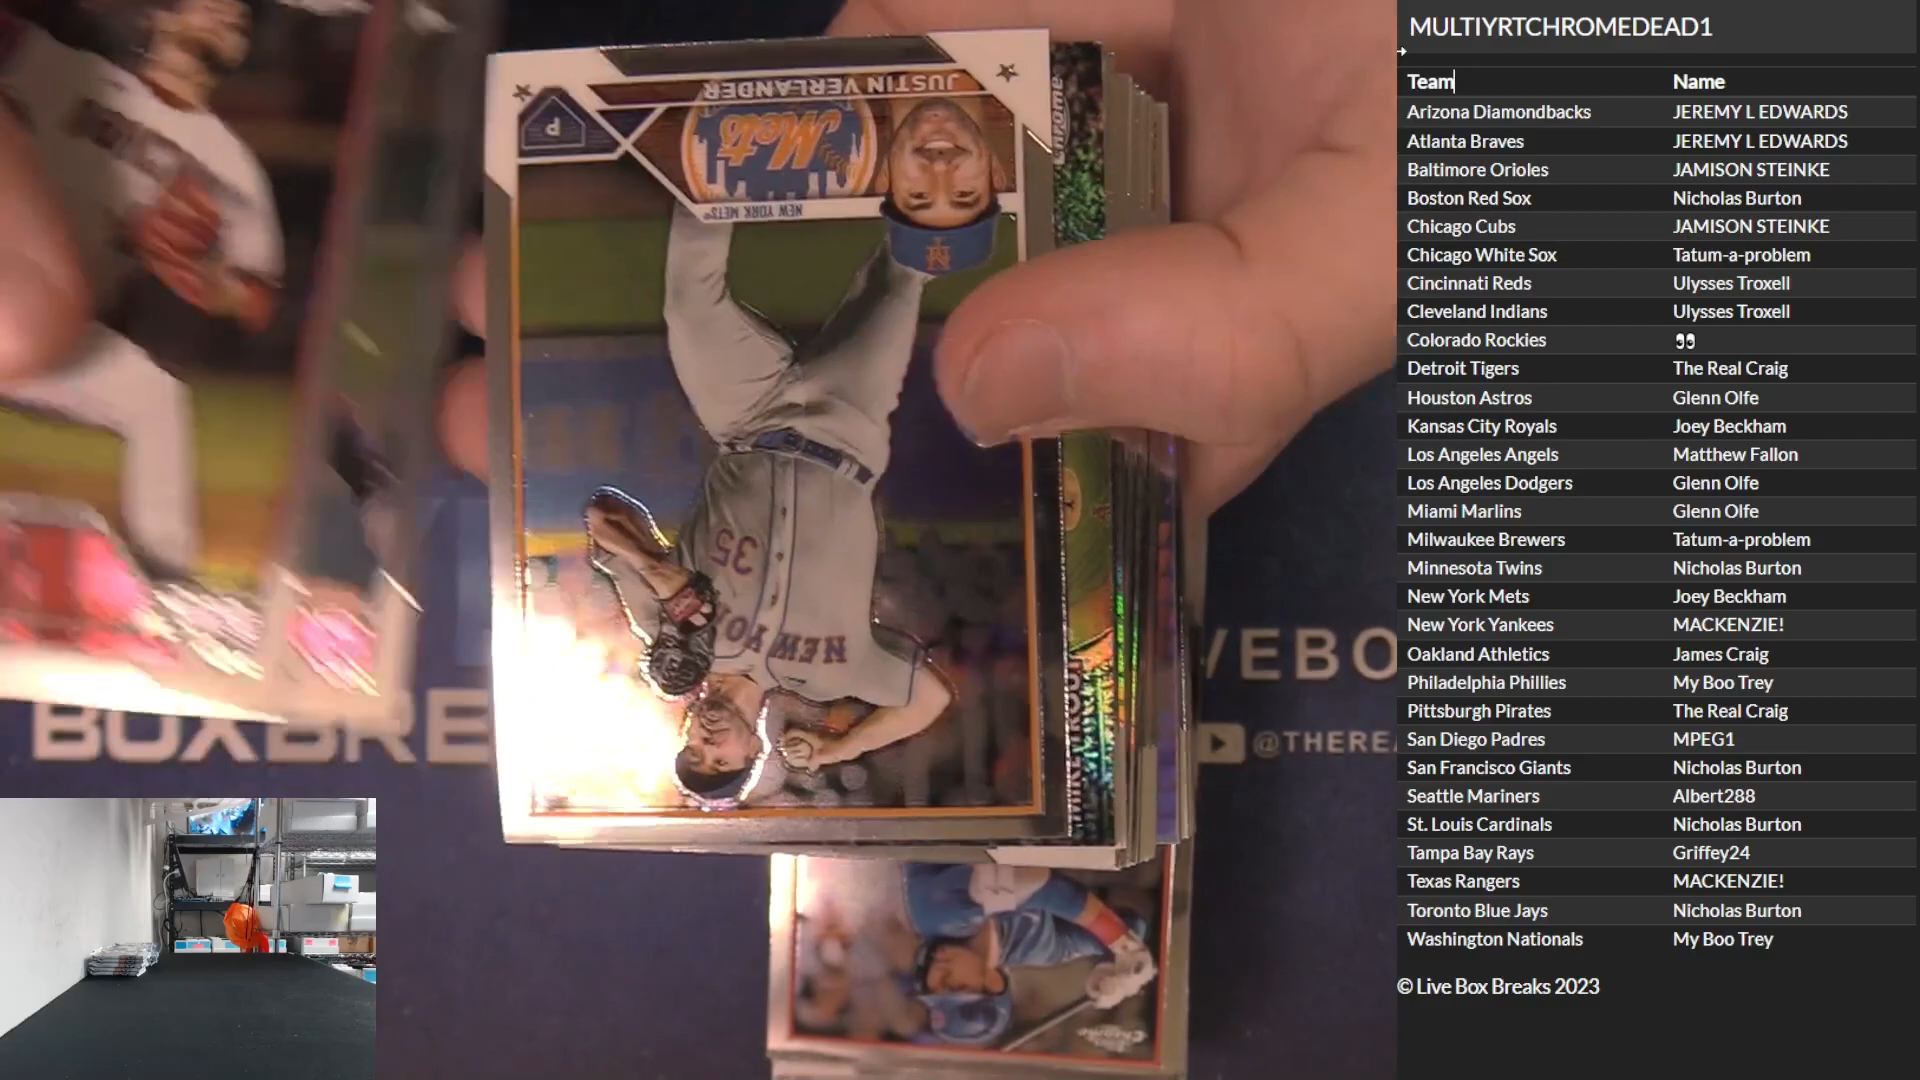 MULTIYRTCHROMEDEAD1
Team Name
Arizona Diamondbacks JEREMY L EDWARDS
Atlanta Braves JEREMY L EDWARDS
Baltimore Orioles JAMISON STEINKE
Boston Red Sox Nicholas Burton
Chicago Cubs JAMISON STEINKE
Chicago White Sox Tatum-a-problem
Cincinnati Reds Ulysses Troxell
Cleveland Indians Ulysses Troxell
Colorado Rockies 👀
Detroit Tigers The Real Craig
Houston Astros Glenn Olfe
Kansas City Royals Joey Beckham
Los Angeles Angels Matthew Fallon
Los Angeles Dodgers Glenn Olfe
Miami Marlins Glenn Olfe
Milwaukee Brewers Tatum-a-problem
Minnesota Twins Nicholas Burton
New York Mets Joey Beckham
New York Yankees MACKENZIE!
Oakland Athletics James Craig
Philadelphia Phillies My Boo Trey
Pittsburgh Pirates The Real Craig
San Diego Padres MPEG1
San Francisco Giants Nicholas Burton
Seattle Mariners Albert288
St. Louis Cardinals Nicholas Burton
Tampa Bay Rays Griffey24
Texas Rangers MACKENZIE!
Toronto Blue Jays Nicholas Burton
Washington Nationals My Boo Trey
© Live Box Breaks 2023
JUSTIN VERLANDER
P
Mets
NEW YORK METS
NY
35
NEW YO
Chrome
MIKE TROUT
VEBO
BOXBRE
@THEREA
Topps Chrome